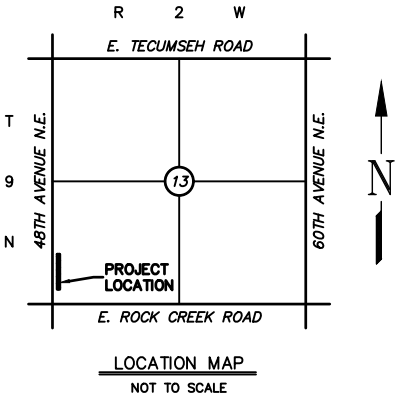 R 2 W
E. TECUMSEH ROAD
T
9
N
48TH AVENUE N.E.
13
60TH AVENUE N.E.
N
PROJECT
LOCATION
E. ROCK CREEK ROAD
LOCATION MAP
NOT TO SCALE